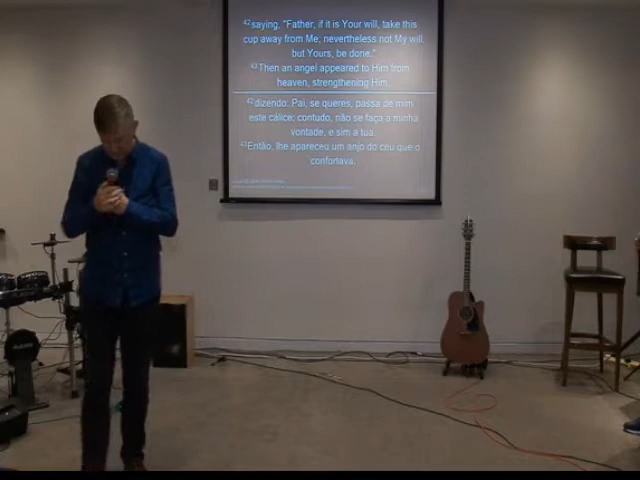 42 saying, "Father, if it is Your will, take this
cup away from Me; nevertheless not My will,
but Yours, be done."
43 Then an angel appeared to Him from
heaven, strengthening Him.
42 dizendo: Pai, se queres, passa de mim
este cálice; contudo, não se faça a minha
vontade, e sim a tua.
43 Então, lhe apareceu um anjo do céu que o
confortava.